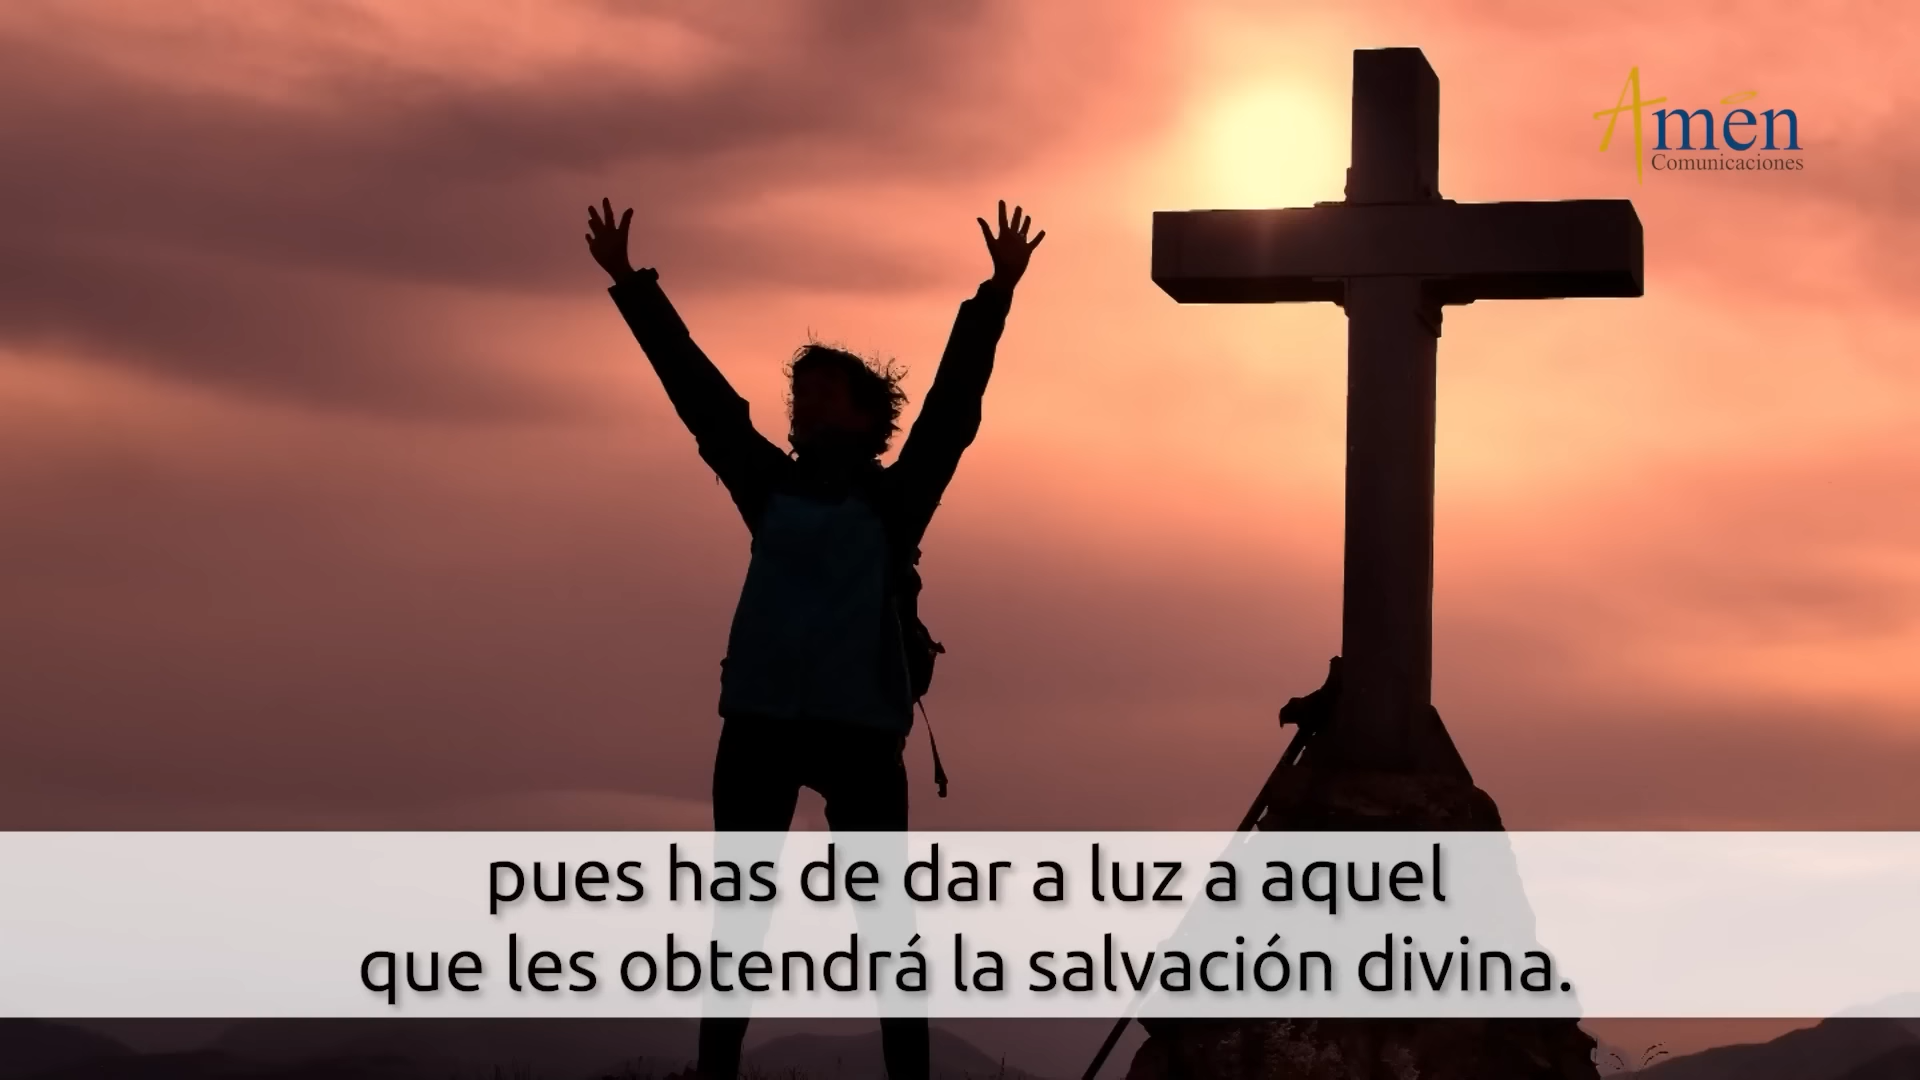 Amén
Comunicaciones
pues has de dar a luz a aquel
que les obtendrá la salvación divina.